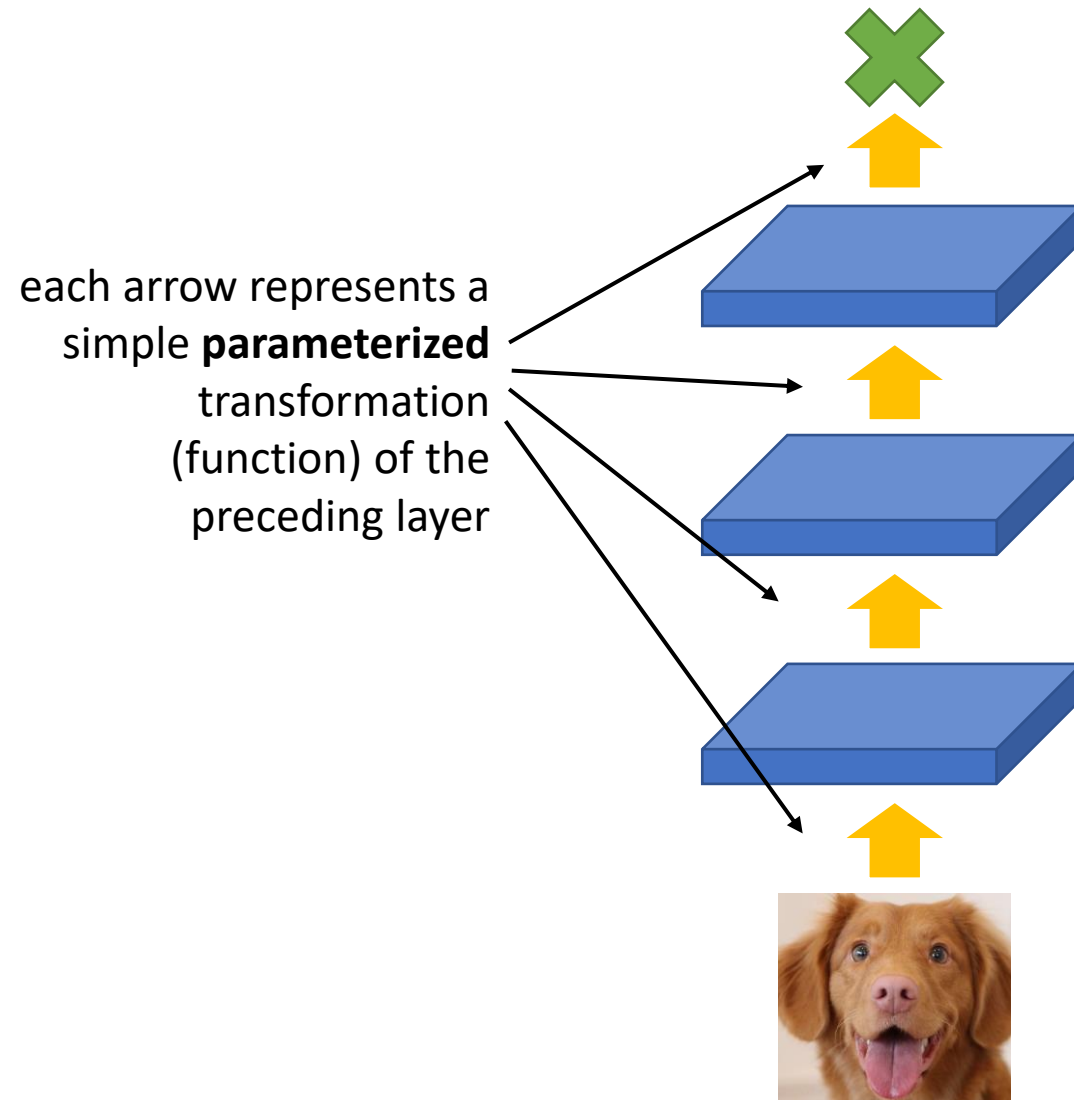 each arrow represents a
simple parameterized
transformation
(function) of the
preceding layer